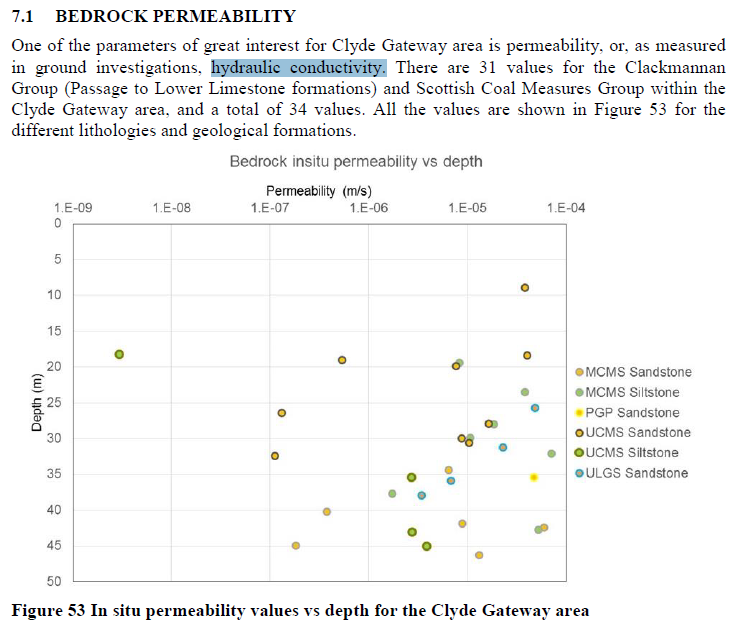 7.1 BEDROCK PERMEABILITY
One of the parameters of great interest for Clyde Gateway area is permeability, or, as measured
in ground investigations, hydraulic conductivity. There are 31 values for the Clackmannan
Group (Passage to Lower Limestone formations) and Scottish Coal Measures Group within the
Clyde Gateway area, and a total of 34 values. All the values are shown in Figure 53 for the
different lithologies and geological formations.
Bedrock insitu permeability vs depth
Permeability (m/s)
1.E-09 1.E-08 1.E-07 1.E-06 1.E-05 1.E-04
0
5
10
15
20
25
30
35
40
45
50
Depth (m)
MCMS Sandstone
MCMS Siltstone
PGP Sandstone
UCMS Sandstone
UCMS Siltstone
ULGS Sandstone
Figure 53 In situ permeability values vs depth for the Clyde Gateway area